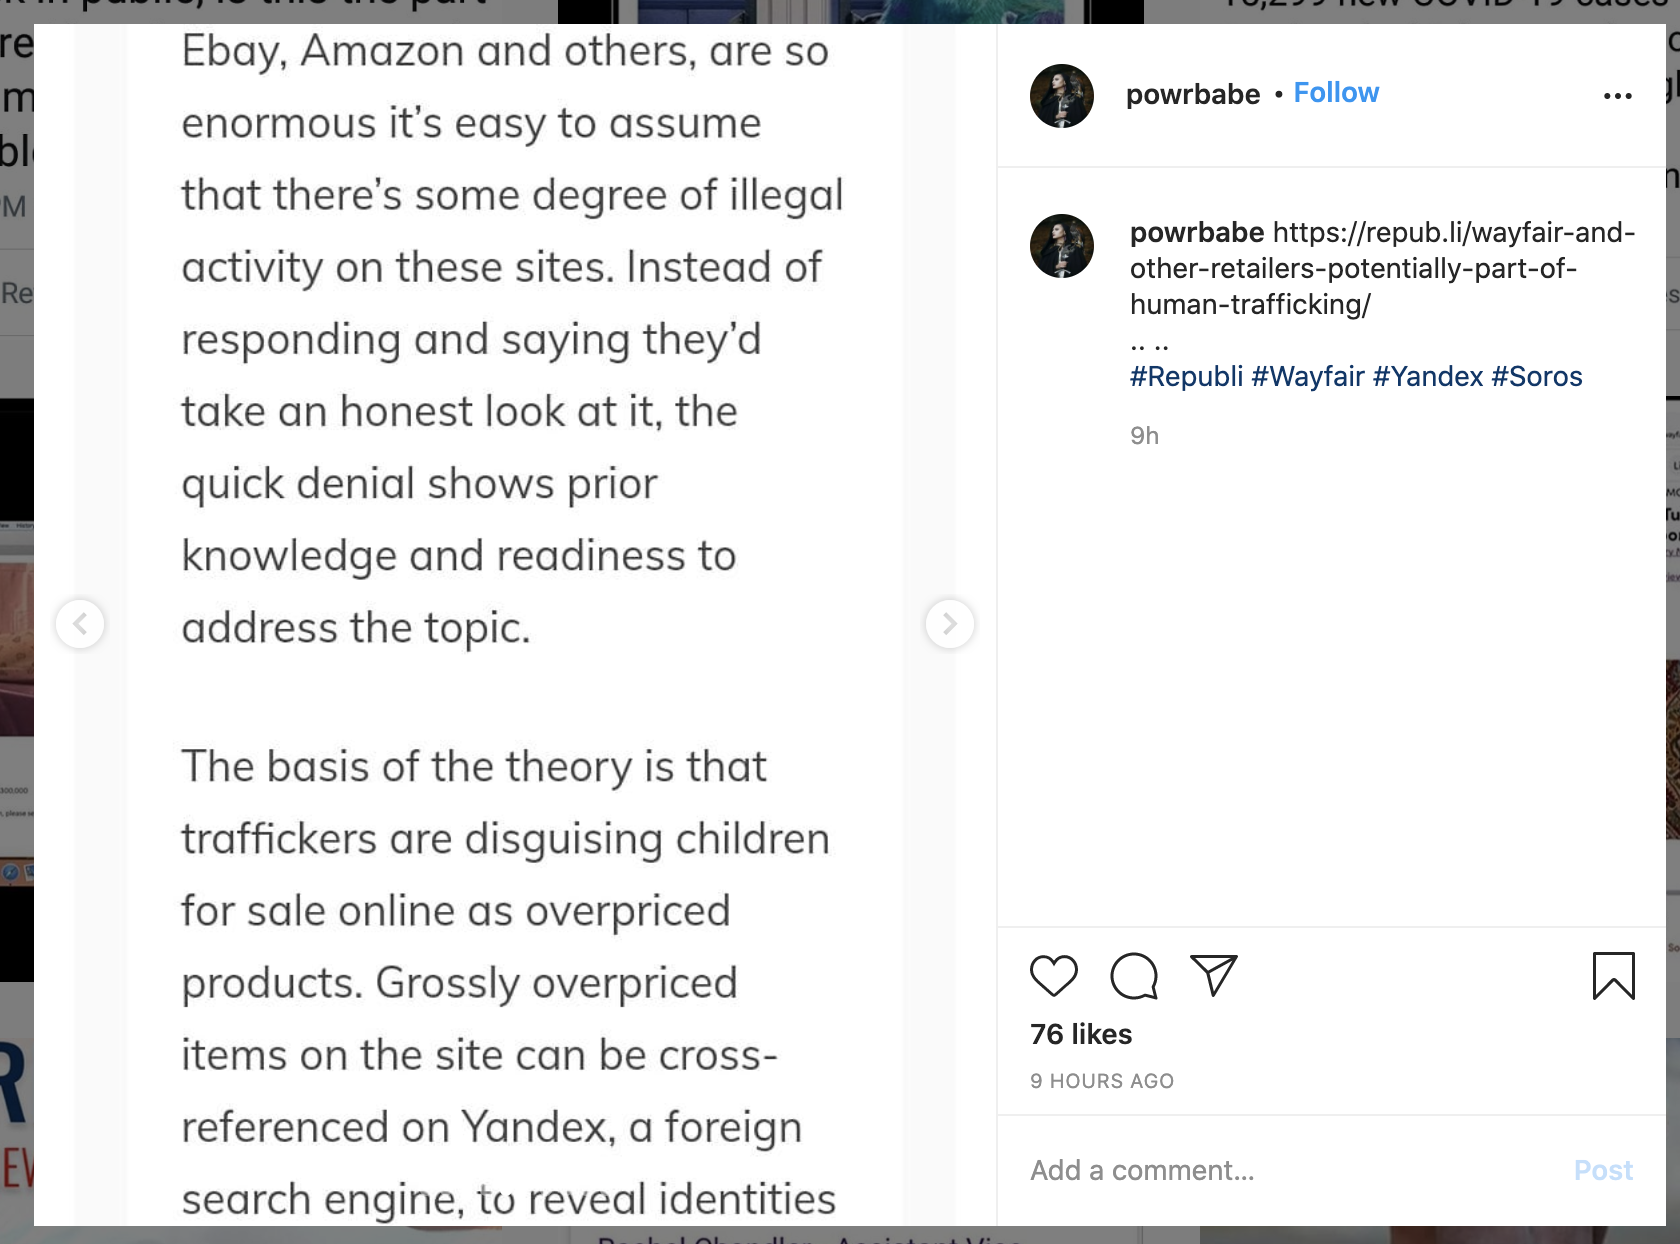 Ebay, Amazon and others, are so
enormous it's easy to assume
that there's some degree of illegal
activity on these sites. Instead of
responding and saying they'd
take an honest look at it, the
quick denial shows prior
knowledge and readiness to
address the topic.
The basis of the theory is that
traffickers are disguising children
for sale online as overpriced
products. Grossly overpriced
items on the site can be cross-
referenced on Yandex, a foreign
search engine, to reveal identities
powrbabe • Follow
powrbabe https://repub.li/wayfair-and-
other-retailers-potentially-part-of-
human-trafficking/
.. ..
#Republi #Wayfair #Yandex #Soros
9h
76 likes
9 HOURS AGO
Add a comment...
Post